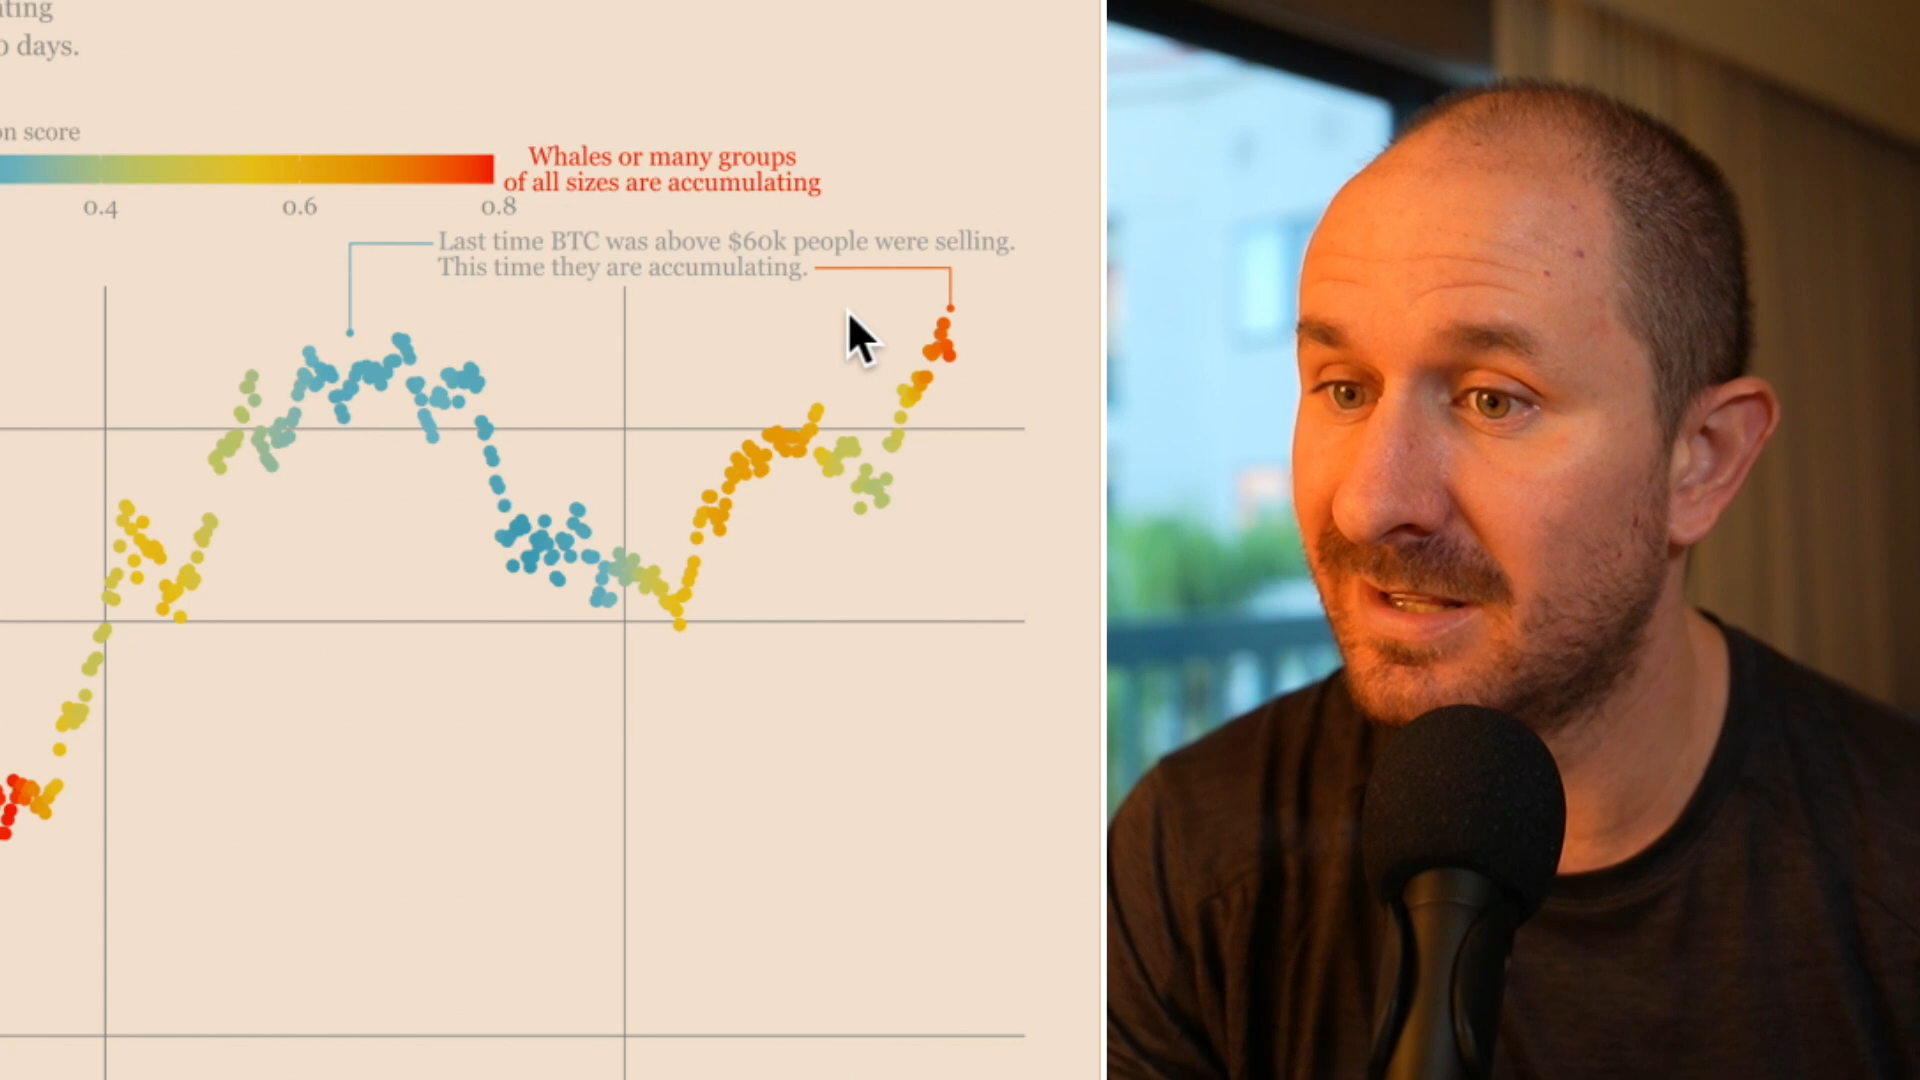 days.
score
Whales or many groups
of all sizes are accumulating
0.4
0.6
0.8
Last time BTC was above $60k people were selling.
This time they are accumulating.